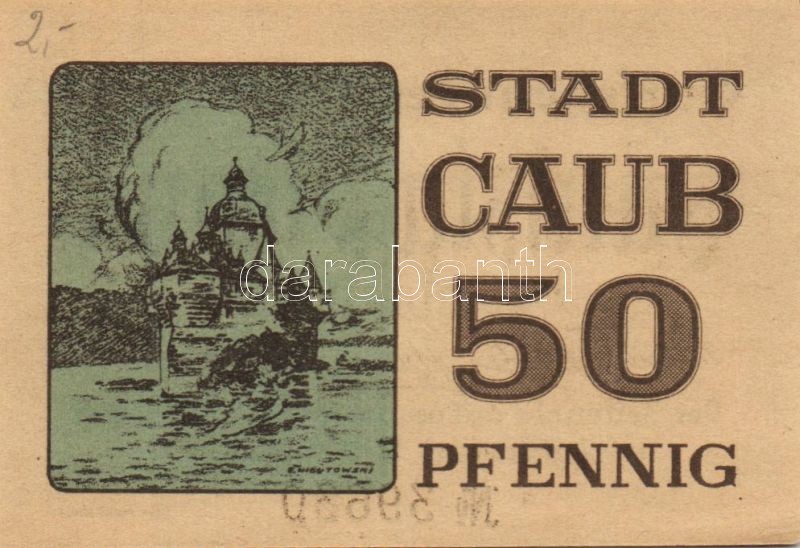 2,-
STADT
CAUB
50
PFENNIG
darabanth